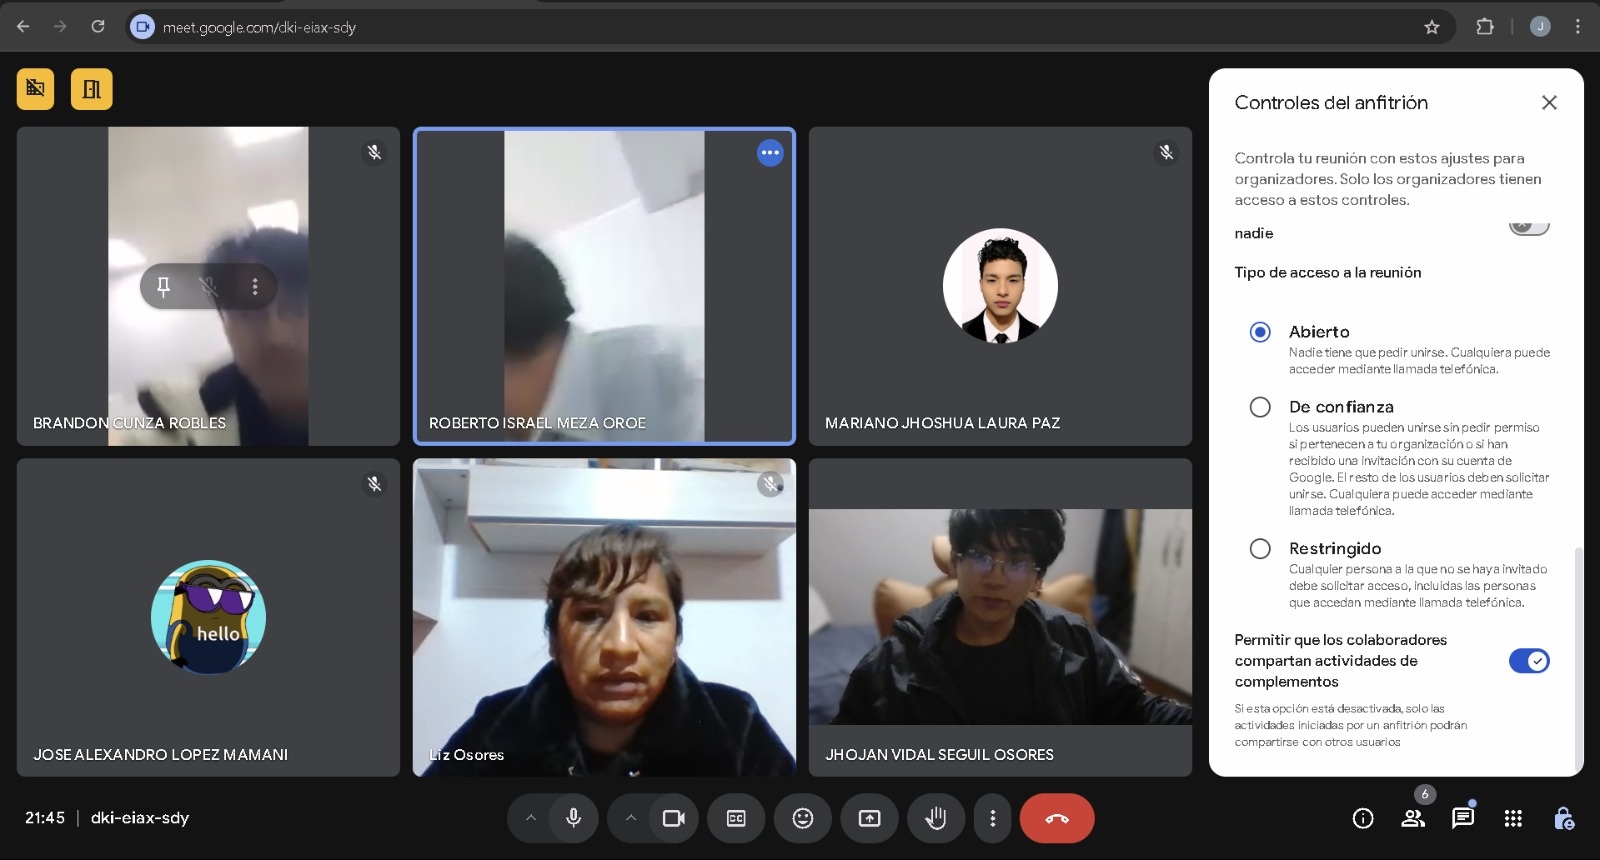 meet.google.com/dki-eiax-sdy
J
Controles del anfitrión
Controla tu reunión con estos ajustes para
organizadores. Solo los organizadores tienen
acceso a estos controles.
nadie
Tipo de acceso a la reunión
Abierto
Nadie tiene que pedir unirse. Cualquiera puede
acceder mediante llamada telefónica.
De confianza
Los usuarios pueden unirse sin pedir permiso
si pertenecen a tu organización o si han
recibido una invitación con su cuenta de
Google. El resto de los usuarios deben solicitar
unirse. Cualquiera puede acceder mediante
llamada telefónica.
Restringido
Cualquier persona a la que no se haya invitado
debe solicitar acceso, incluidas las personas
que accedan mediante llamada telefónica.
Permitir que los colaboradores
compartan actividades de
complementos
Si esta opción está desactivada, solo las
actividades iniciadas por un anfitrión podrán
compartirse con otros usuarios
BRANDON CUNZA ROBLES
ROBERTO ISRAEL MEZA OROE
MARIANO JHOSHUA LAURA PAZ
hello
JOSE ALEXANDRO LOPEZ MAMANI
Liz Osores
JHOJAN VIDAL SEGUIL OSORES
21:45 | dki-eiax-sdy
CC
6